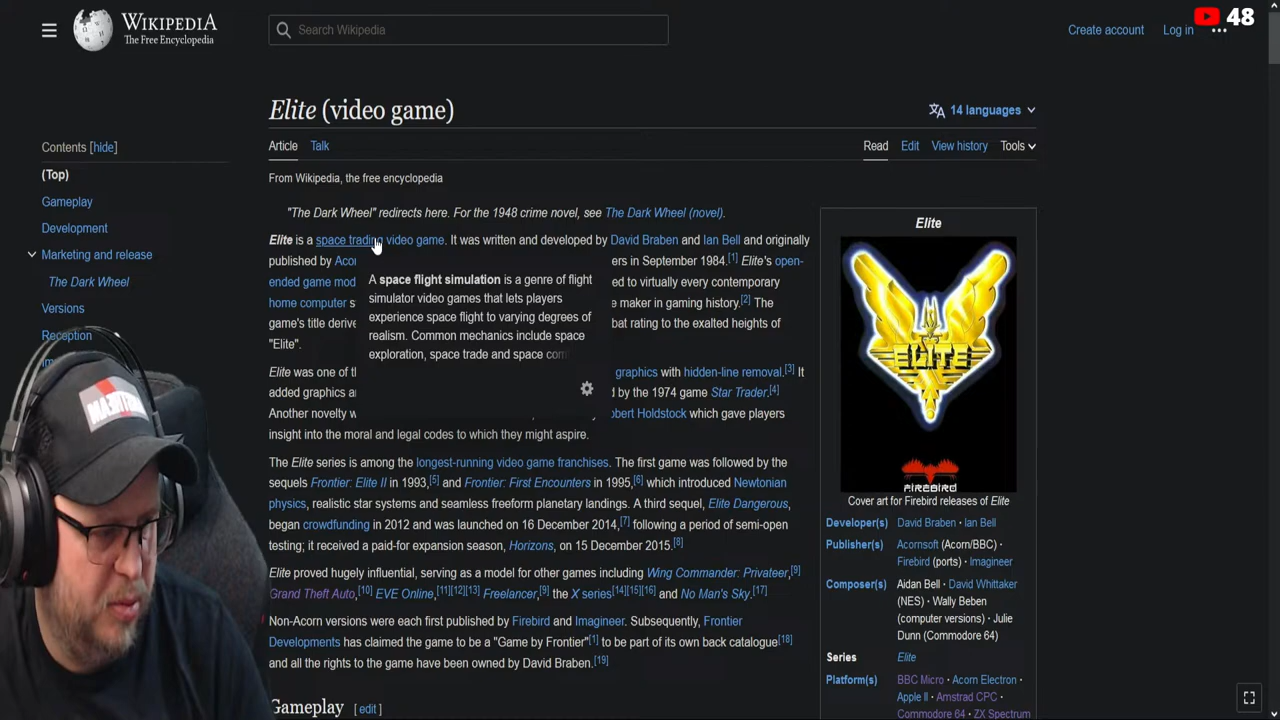 WIKIPEDIA
The Free Encyclopedia
Search Wikipedia
Create account
Log in
48
Elite (video game)
14 languages
Article
Talk
Read
Edit
View history
Tools
From Wikipedia, the free encyclopedia
Contents [hide]
(Top)
Gameplay
Development
Marketing and release
The Dark Wheel
Versions
Reception
"The Dark Wheel" redirects here. For the 1948 crime novel, see The Dark Wheel (novel).
Elite is a space trading video game. It was written and developed by David Braben and Ian Bell and originally
published by Acor
ers in September 1984.[1] Elite's open-
ended game mod
ed to virtually every contemporary
home computer s
e maker in gaming history.[2] The
game's title derive
bat rating to the exalted heights of
"Elite".
A space flight simulation is a genre of flight
simulator video games that lets players
experience space flight to varying degrees of
realism. Common mechanics include space
exploration, space trade and space com
Elite was one of th
graphics with hidden-line removal.[3] It
added graphics a
d by the 1974 game Star Trader.[4]
Another novelty w
obert Holdstock which gave players
insight into the moral and legal codes to which they might aspire.
The Elite series is among the longest-running video game franchises. The first game was followed by the
sequels Frontier: Elite II in 1993,[5] and Frontier: First Encounters in 1995,[6] which introduced Newtonian
physics, realistic star systems and seamless freeform planetary landings. A third sequel, Elite Dangerous,
began crowdfunding in 2012 and was launched on 16 December 2014,[7] following a period of semi-open
testing; it received a paid-for expansion season, Horizons, on 15 December 2015.[8]
Elite proved hugely influential, serving as a model for other games including Wing Commander: Privateer,[9]
Grand Theft Auto,[10] EVE Online,[11][12][13] Freelancer,[9] the X series[14][15][16] and No Man's Sky.[17]
Non-Acorn versions were each first published by Firebird and Imagineer. Subsequently, Frontier
Developments has claimed the game to be a "Game by Frontier"[1] to be part of its own back catalogue[18]
and all the rights to the game have been owned by David Braben.[19]
Gameplay [ edit ]
Elite
ELITE
FIREBIRD
Cover art for Firebird releases of Elite
Developer(s) David Braben · Ian Bell
Publisher(s) Acornsoft (Acorn/BBC) ·
Firebird (ports) · Imagineer
Composer(s) Aidan Bell · David Whittaker
(NES) · Wally Beben
(computer versions) · Julie
Dunn (Commodore 64)
Series Elite
Platform(s) BBC Micro · Acorn Electron ·
Apple II · Amstrad CPC ·
Commodore 64 · ZX Spectrum